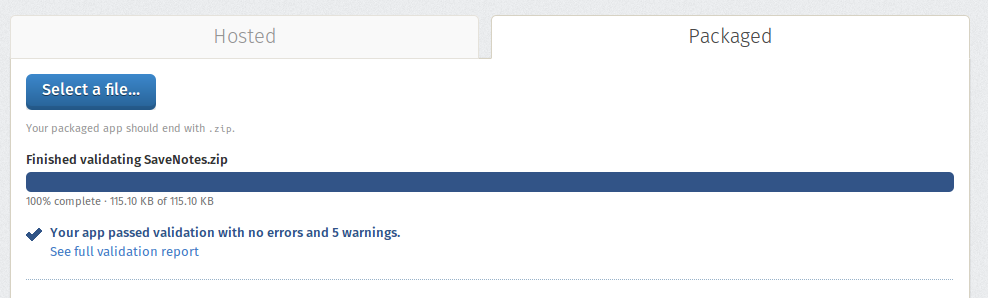 Hosted
Packaged
Select a file...
Your packaged app should end with .zip.
Finished validating SaveNotes.zip
100% complete · 115.10 KB of 115.10 KB
Your app passed validation with no errors and 5 warnings.
See full validation report